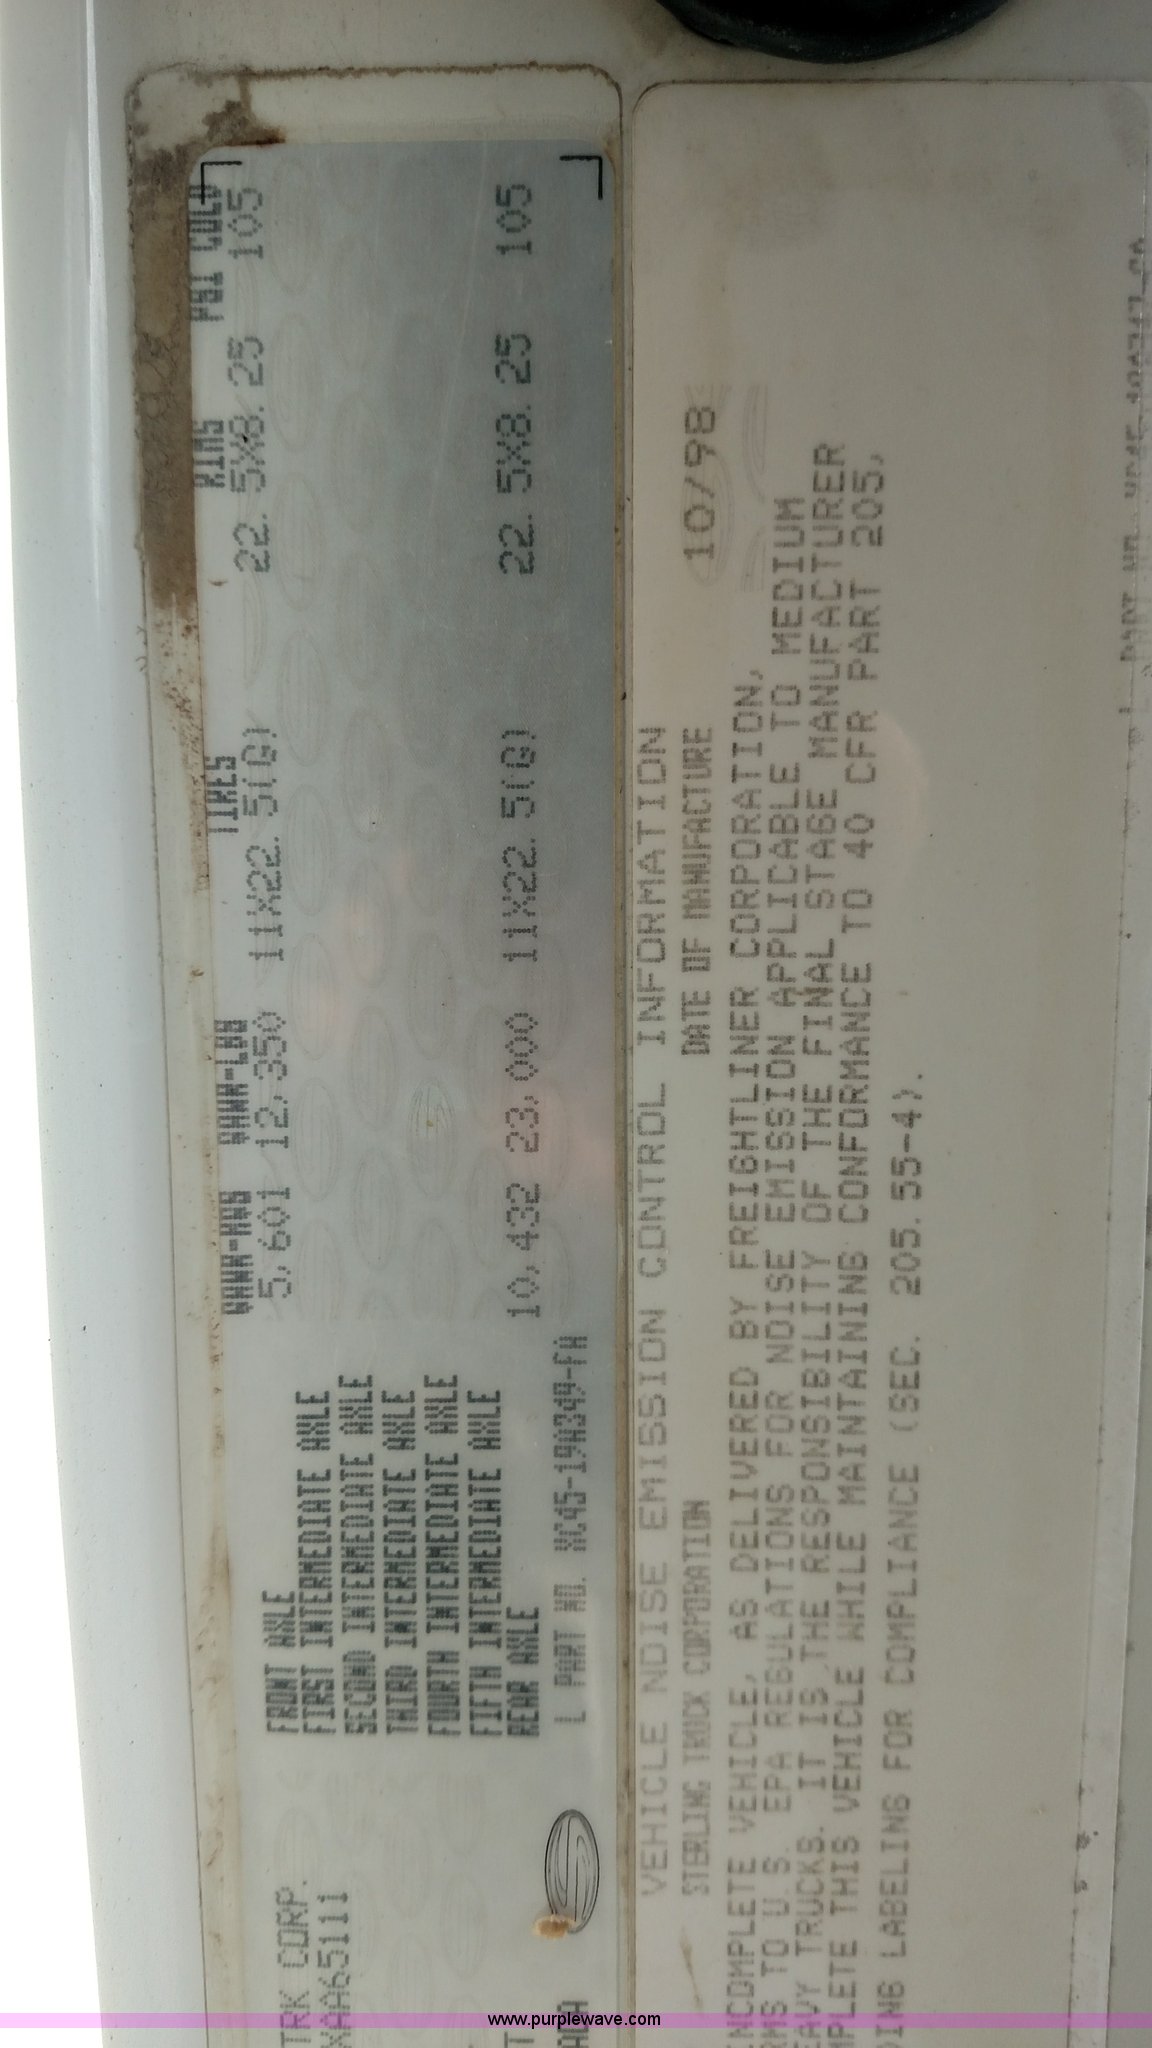 GAWR-KGS GAWR-LBS TIRES RIMS PSI COLD
FRONT AXLE 5,601 12,350 11X22.5(G) 22.5X8.25 105
FIRST INTERMEDIATE AXLE
SECOND INTERMEDIATE AXLE
THIRD INTERMEDIATE AXLE
FOURTH INTERMEDIATE AXLE
FIFTH INTERMEDIATE AXLE
REAR AXLE 10,432 23,000 11X22.5(G) 22.5X8.25 105
TRK CORP.
XAA65111
PART NO.
VEHICLE NOISE EMISSION CONTROL INFORMATION
STERLING TRUCK CORPORATION DATE OF MANUFACTURE 10/98
NCOMPLETE VEHICLE, AS DELIVERED BY FREIGHTLINER CORPORATION,
RMS TO U.S. EPA REGULATIONS FOR NOISE EMISSION APPLICABLE TO MEDIUM
EAVY TRUCKS. IT IS THE RESPONSIBILITY OF THE FINAL STAGE MANUFACTURER
MPLETE THIS VEHICLE WHILE MAINTAINING CONFORMANCE TO 40 CFR PART 205,
DING LABELING FOR COMPLIANCE (SEC. 205.55-4).
PART NO.
www.purplewave.com